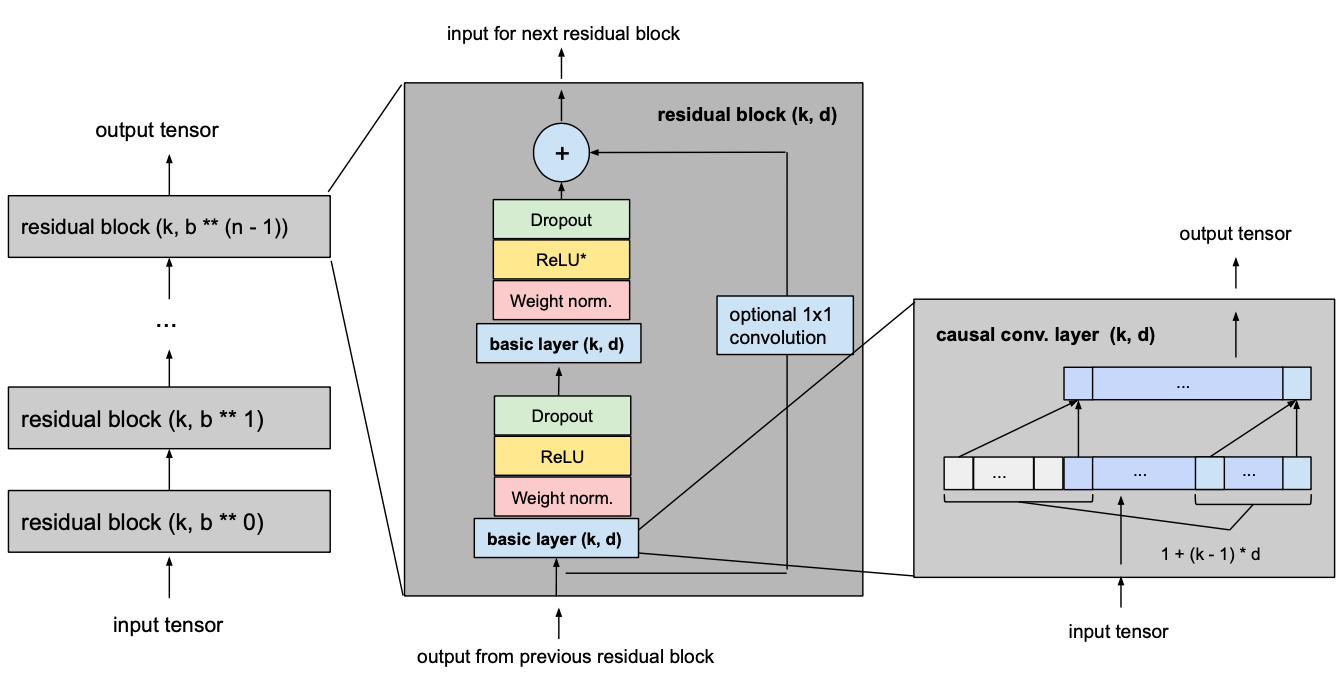 output tensor
residual block (k, b ** (n - 1))
...
residual block (k, b ** 1)
residual block (k, b ** 0)
input tensor
input for next residual block
residual block (k, d)
+
Dropout
ReLU*
Weight norm.
basic layer (k, d)
optional 1x1
convolution
Dropout
ReLU
Weight norm.
basic layer (k, d)
output from previous residual block
output tensor
causal conv. layer (k, d)
...
...
...
...
1 + (k - 1) * d
input tensor